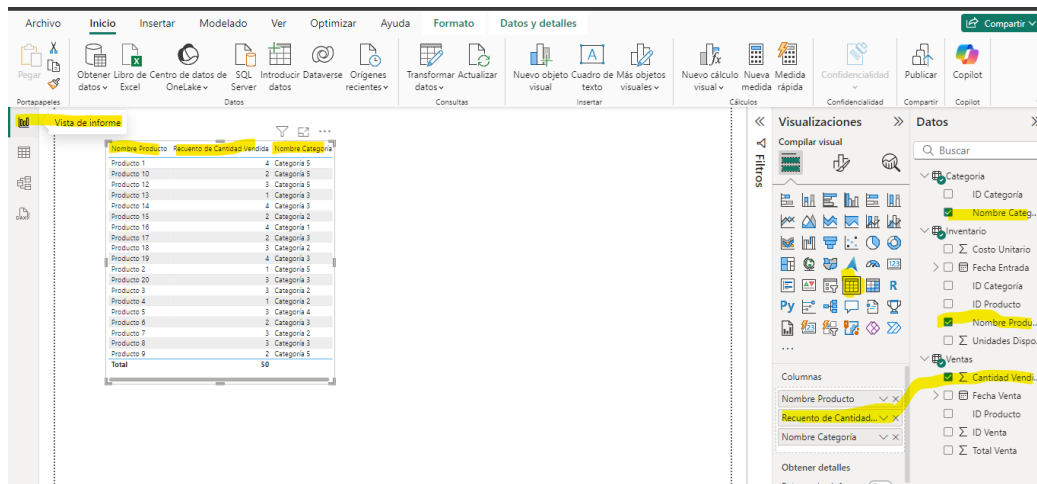 Archivo Inicio Insertar Modelado Ver Optimizar Ayuda Formato Datos y detalles Compartir
Pegar
Obtener datos
Libro de Excel
Centro de datos de OneLake
SQL Server
Introducir datos
Dataverse
Orígenes recientes
Transformar datos
Actualizar
Nuevo objeto visual
Cuadro de texto
Más objetos visuales
Nuevo cálculo visual
Nueva medida
Medida rápida
Confidencialidad
Publicar
Copilot
Portapapeles Datos Consultas Insertar Cálculos Confidencialidad Compartir Copilot
Vista de informe
Nombre Producto Recuento de Cantidad Vendida Nombre Categoría
Producto 1 4 Categoría 5
Producto 10 2 Categoría 5
Producto 12 3 Categoría 5
Producto 13 1 Categoría 3
Producto 14 4 Categoría 3
Producto 15 2 Categoría 2
Producto 16 4 Categoría 1
Producto 17 2 Categoría 3
Producto 18 3 Categoría 2
Producto 19 4 Categoría 3
Producto 2 1 Categoría 5
Producto 20 3 Categoría 3
Producto 3 3 Categoría 2
Producto 4 1 Categoría 2
Producto 5 3 Categoría 4
Producto 6 2 Categoría 3
Producto 7 3 Categoría 2
Producto 8 3 Categoría 3
Producto 9 2 Categoría 5
Total 50
Filtros
Visualizaciones
Compilar visual
123
R
Py
Columnas
Nombre Producto
Recuento de Cantidad...
Nombre Categoría
Obtener detalles
Datos
Buscar
Categoria
ID Categoría
Nombre Categ...
Inventario
Σ Costo Unitario
Fecha Entrada
ID Categoría
ID Producto
Nombre Produ...
Σ Unidades Dispo...
Ventas
Σ Cantidad Vendi...
Fecha Venta
ID Producto
Σ ID Venta
Σ Total Venta